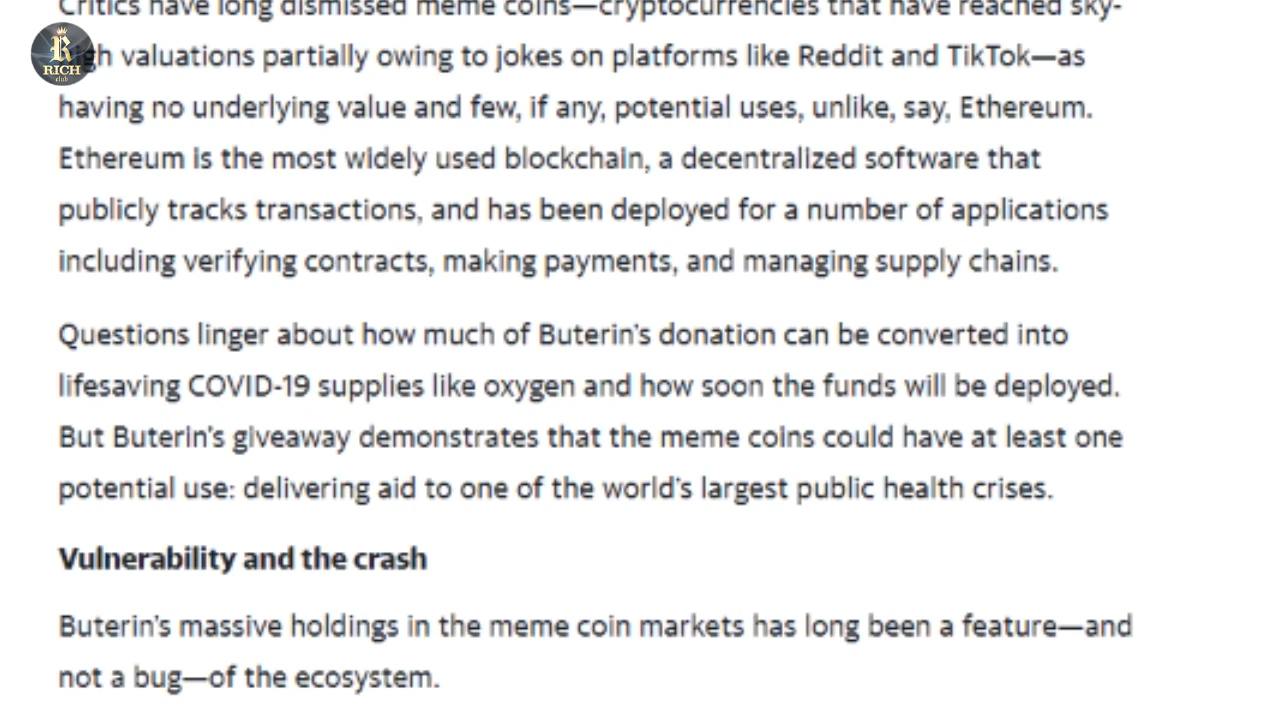 Critics have long dismissed meme coins—cryptocurrencies that have reached sky-
high valuations partially owing to jokes on platforms like Reddit and TikTok—as
having no underlying value and few, if any, potential uses, unlike, say, Ethereum.
Ethereum is the most widely used blockchain, a decentralized software that
publicly tracks transactions, and has been deployed for a number of applications
including verifying contracts, making payments, and managing supply chains.
Questions linger about how much of Buterin's donation can be converted into
lifesaving COVID-19 supplies like oxygen and how soon the funds will be deployed.
But Buterin's giveaway demonstrates that the meme coins could have at least one
potential use: delivering aid to one of the world's largest public health crises.
Vulnerability and the crash
Buterin's massive holdings in the meme coin markets has long been a feature—and
not a bug—of the ecosystem.
R
RICH
club